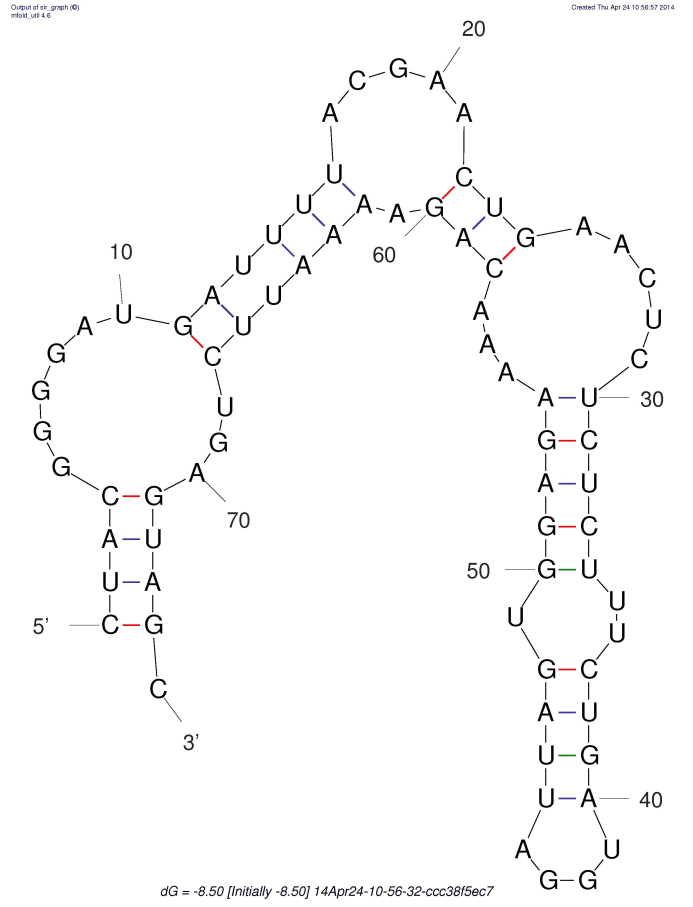 Output of sir_graph (©)
mfold_util 4.6
Created Thu Apr 24 10:56:57 2014
20
C G A
A A
U C
U A A A G U
60
U A A C G A A
10
U A C C
A U U A U
G A U G U A C
G C A
G U A U 30
G G G C
G A A U
C G 70 G C
A U 50 G U
U A U U
5’ C G U
C G C
3’ A U
U G
U A 40
A U
G G
dG = -8.50 [Initially -8.50] 14Apr24-10-56-32-ccc38f5ec7